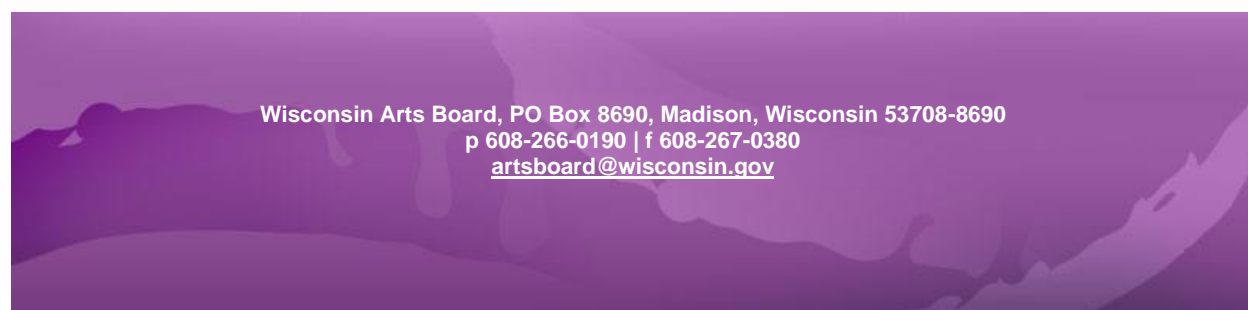 Wisconsin Arts Board, PO Box 8690, Madison, Wisconsin 53708-8690
p 608-266-0190 | f 608-267-0380
artsboard@wisconsin.gov